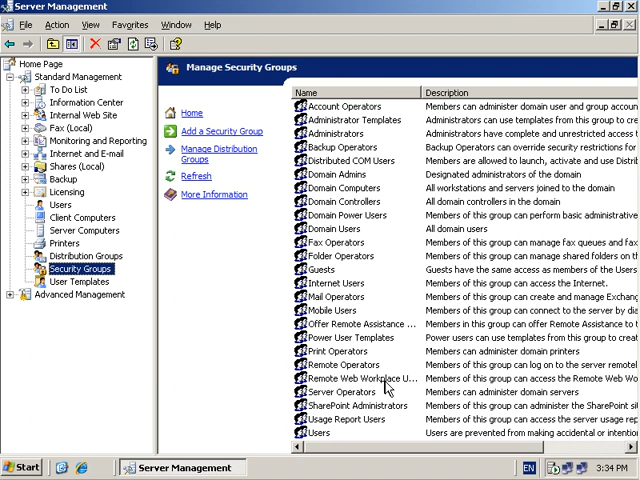 Server Management
File Action View Favorites Window Help
Home Page
Standard Management
To Do List
Information Center
Internal Web Site
Fax (Local)
Monitoring and Reporting
Internet and E-mail
Shares (Local)
Backup
Licensing
Users
Client Computers
Server Computers
Printers
Distribution Groups
Security Groups
User Templates
Advanced Management
Manage Security Groups
Home
Add a Security Group
Manage Distribution
Groups
Refresh
More Information
Name Description
Account Operators Members can administer domain user and group accoun
Administrator Templates Administrators can use templates from this group to cre
Administrators Administrators have complete and unrestricted access t
Backup Operators Backup Operators can override security restrictions for
Distributed COM Users Members are allowed to launch, activate and use Distri
Domain Admins Designated administrators of the domain
Domain Computers All workstations and servers joined to the domain
Domain Controllers All domain controllers in the domain
Domain Power Users Members of this group can perform basic administrative
Domain Users All domain users
Fax Operators Members of this group can manage fax queues and fax
Folder Operators Members of this group can manage shared folders on t
Guests Guests have the same access as members of the Users
Internet Users Members of this group can access the Internet.
Mail Operators Members of this group can create and manage Exchan
Mobile Users Members of this group can connect to the server by dia
Offer Remote Assistance ... Members in this group can offer Remote Assistance to
Power User Templates Power users can use templates from this group to creat
Print Operators Members can administer domain printers
Remote Operators Members of this group can log on to the server remotel
Remote Web Workplace U... Members of this group can access the Remote Web Wo
Server Operators Members can administer domain servers
SharePoint Administrators Members of this group can administer the SharePoint sit
Usage Report Users Members of this group can access the server usage rep
Users Users are prevented from making accidental or intention
Start Server Management EN 3:34 PM